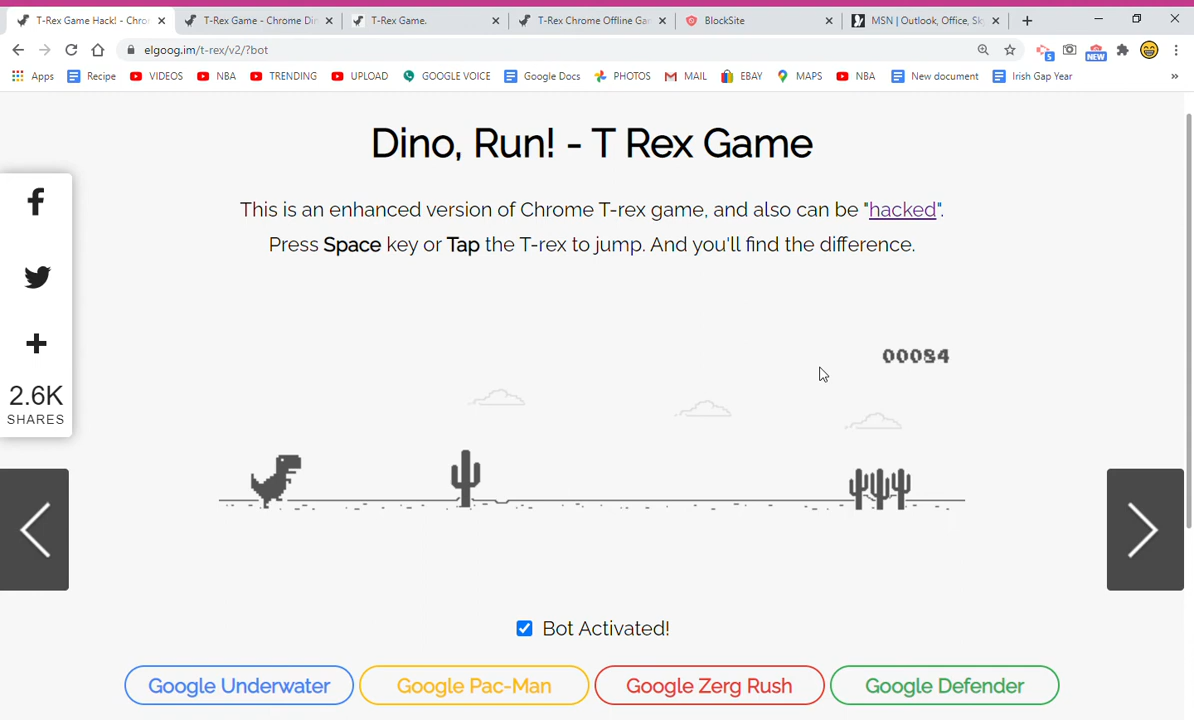 T-Rex Game Hack! - Chro
T-Rex Game - Chrome Din
T-Rex Game.
T-Rex Chrome Offline Gam
BlockSite
MSN | Outlook, Office, Sk
elgoog.im/t-rex/v2/?bot
5
NEW
Apps
Recipe
VIDEOS
NBA
TRENDING
UPLOAD
GOOGLE VOICE
Google Docs
PHOTOS
MAIL
EBAY
MAPS
NBA
New document
Irish Gap Year
»
Dino, Run! - T Rex Game
This is an enhanced version of Chrome T-rex game, and also can be "hacked".
Press Space key or Tap the T-rex to jump. And you'll find the difference.
2.6K
SHARES
00084
Bot Activated!
Google Underwater
Google Pac-Man
Google Zerg Rush
Google Defender